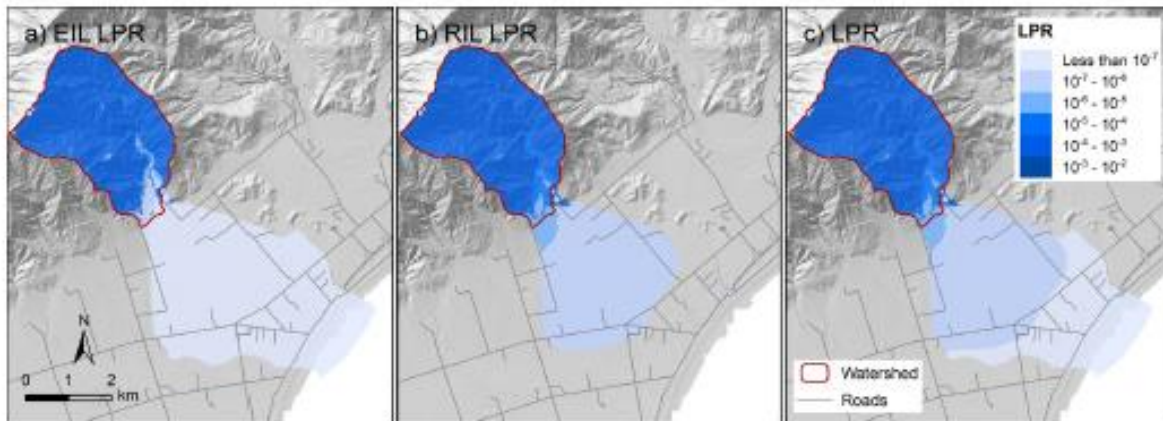 a) EIL LPR
b) RIL LPR
c) LPR
LPR
Less than 10⁻⁷
10⁻⁷ - 10⁻⁶
10⁻⁶ - 10⁻⁵
10⁻⁵ - 10⁻⁴
10⁻⁴ - 10⁻³
10⁻³ - 10⁻²
N
0 1 2
km
Watershed
Roads